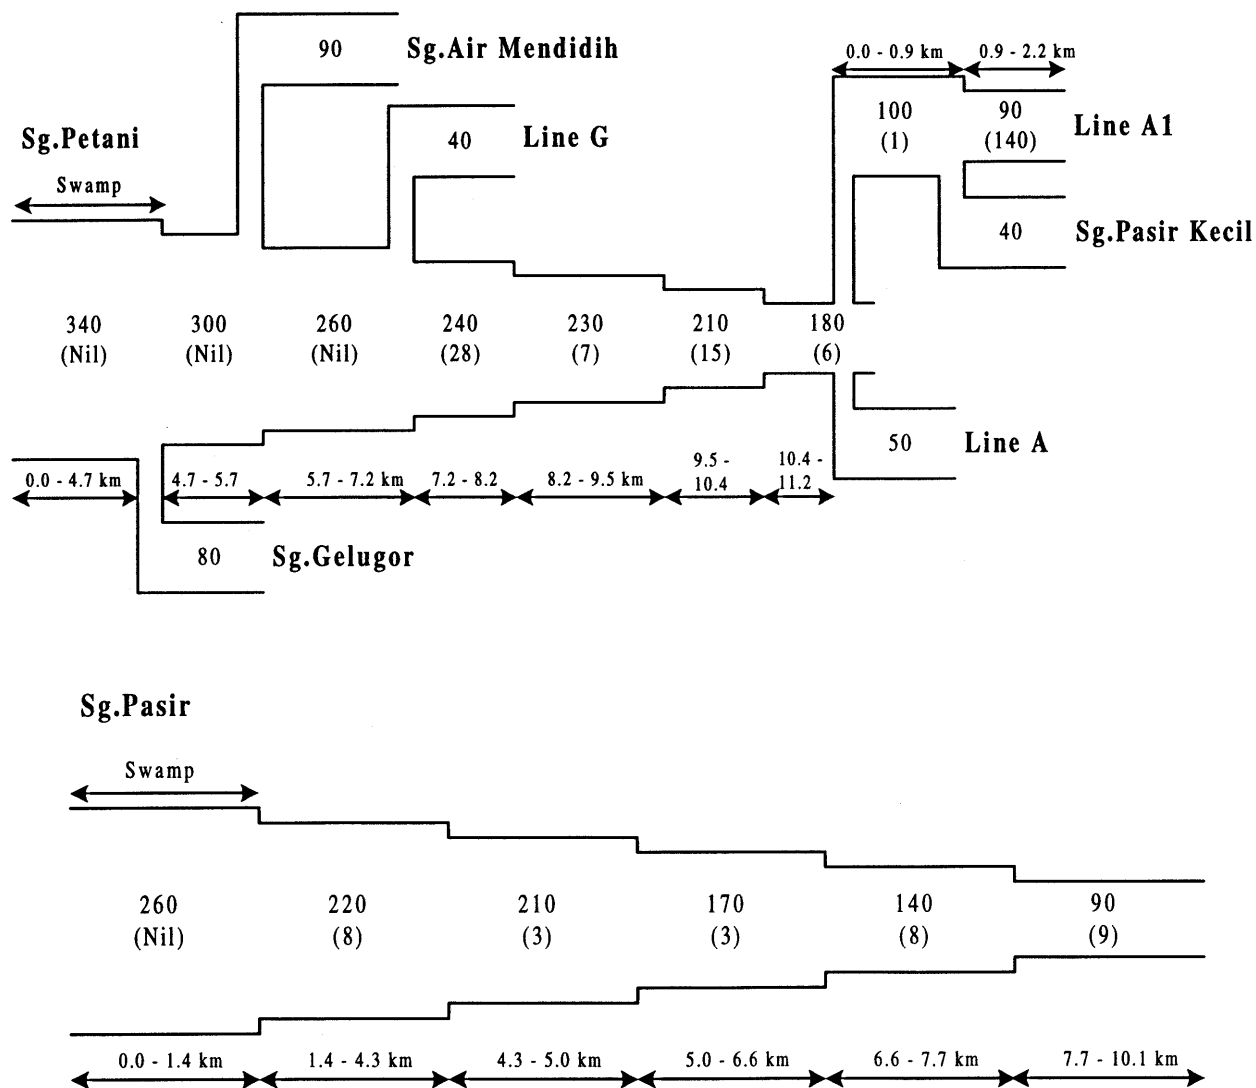 90 Sg.Air Mendidih
0.0 - 0.9 km 0.9 - 2.2 km
Sg.Petani
40 Line G
100 90 Line A1
(1) (140)
Swamp
40 Sg.Pasir Kecil
340 300 260 240 230 210 180
(Nil) (Nil) (Nil) (28) (7) (15) (6)
50 Line A
0.0 - 4.7 km 4.7 - 5.7 5.7 - 7.2 km 7.2 - 8.2 8.2 - 9.5 km 9.5 - 10.4 - 
10.4 11.2
80 Sg.Gelugor
Sg.Pasir
Swamp
260 220 210 170 140 90
(Nil) (8) (3) (3) (8) (9)
0.0 - 1.4 km 1.4 - 4.3 km 4.3 - 5.0 km 5.0 - 6.6 km 6.6 - 7.7 km 7.7 - 10.1 km